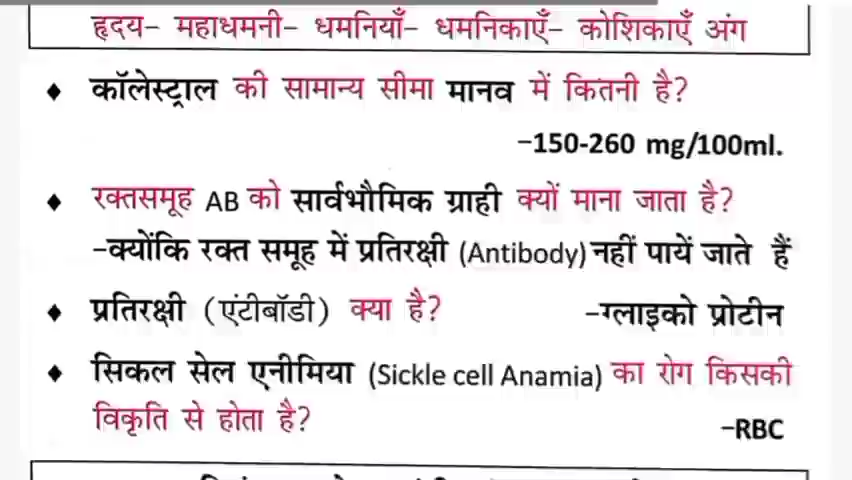 हृदय– महाधमनी– धमनियाँ– धमनिकाएँ– कोशिकाएँ अंग
♦ कॉलेस्ट्राल की सामान्य सीमा मानव में कितनी है?
–150-260 mg/100ml.
♦ रक्तसमूह AB को सार्वभौमिक ग्राही क्यों माना जाता है?
–क्योंकि रक्त समूह में प्रतिरक्षी (Antibody) नहीं पायें जाते हैं
♦ प्रतिरक्षी (एंटीबॉडी) क्या है? –ग्लाइको प्रोटीन
♦ सिकल सेल एनीमिया (Sickle cell Anamia) का रोग किसकी
विकृति से होता है? –RBC